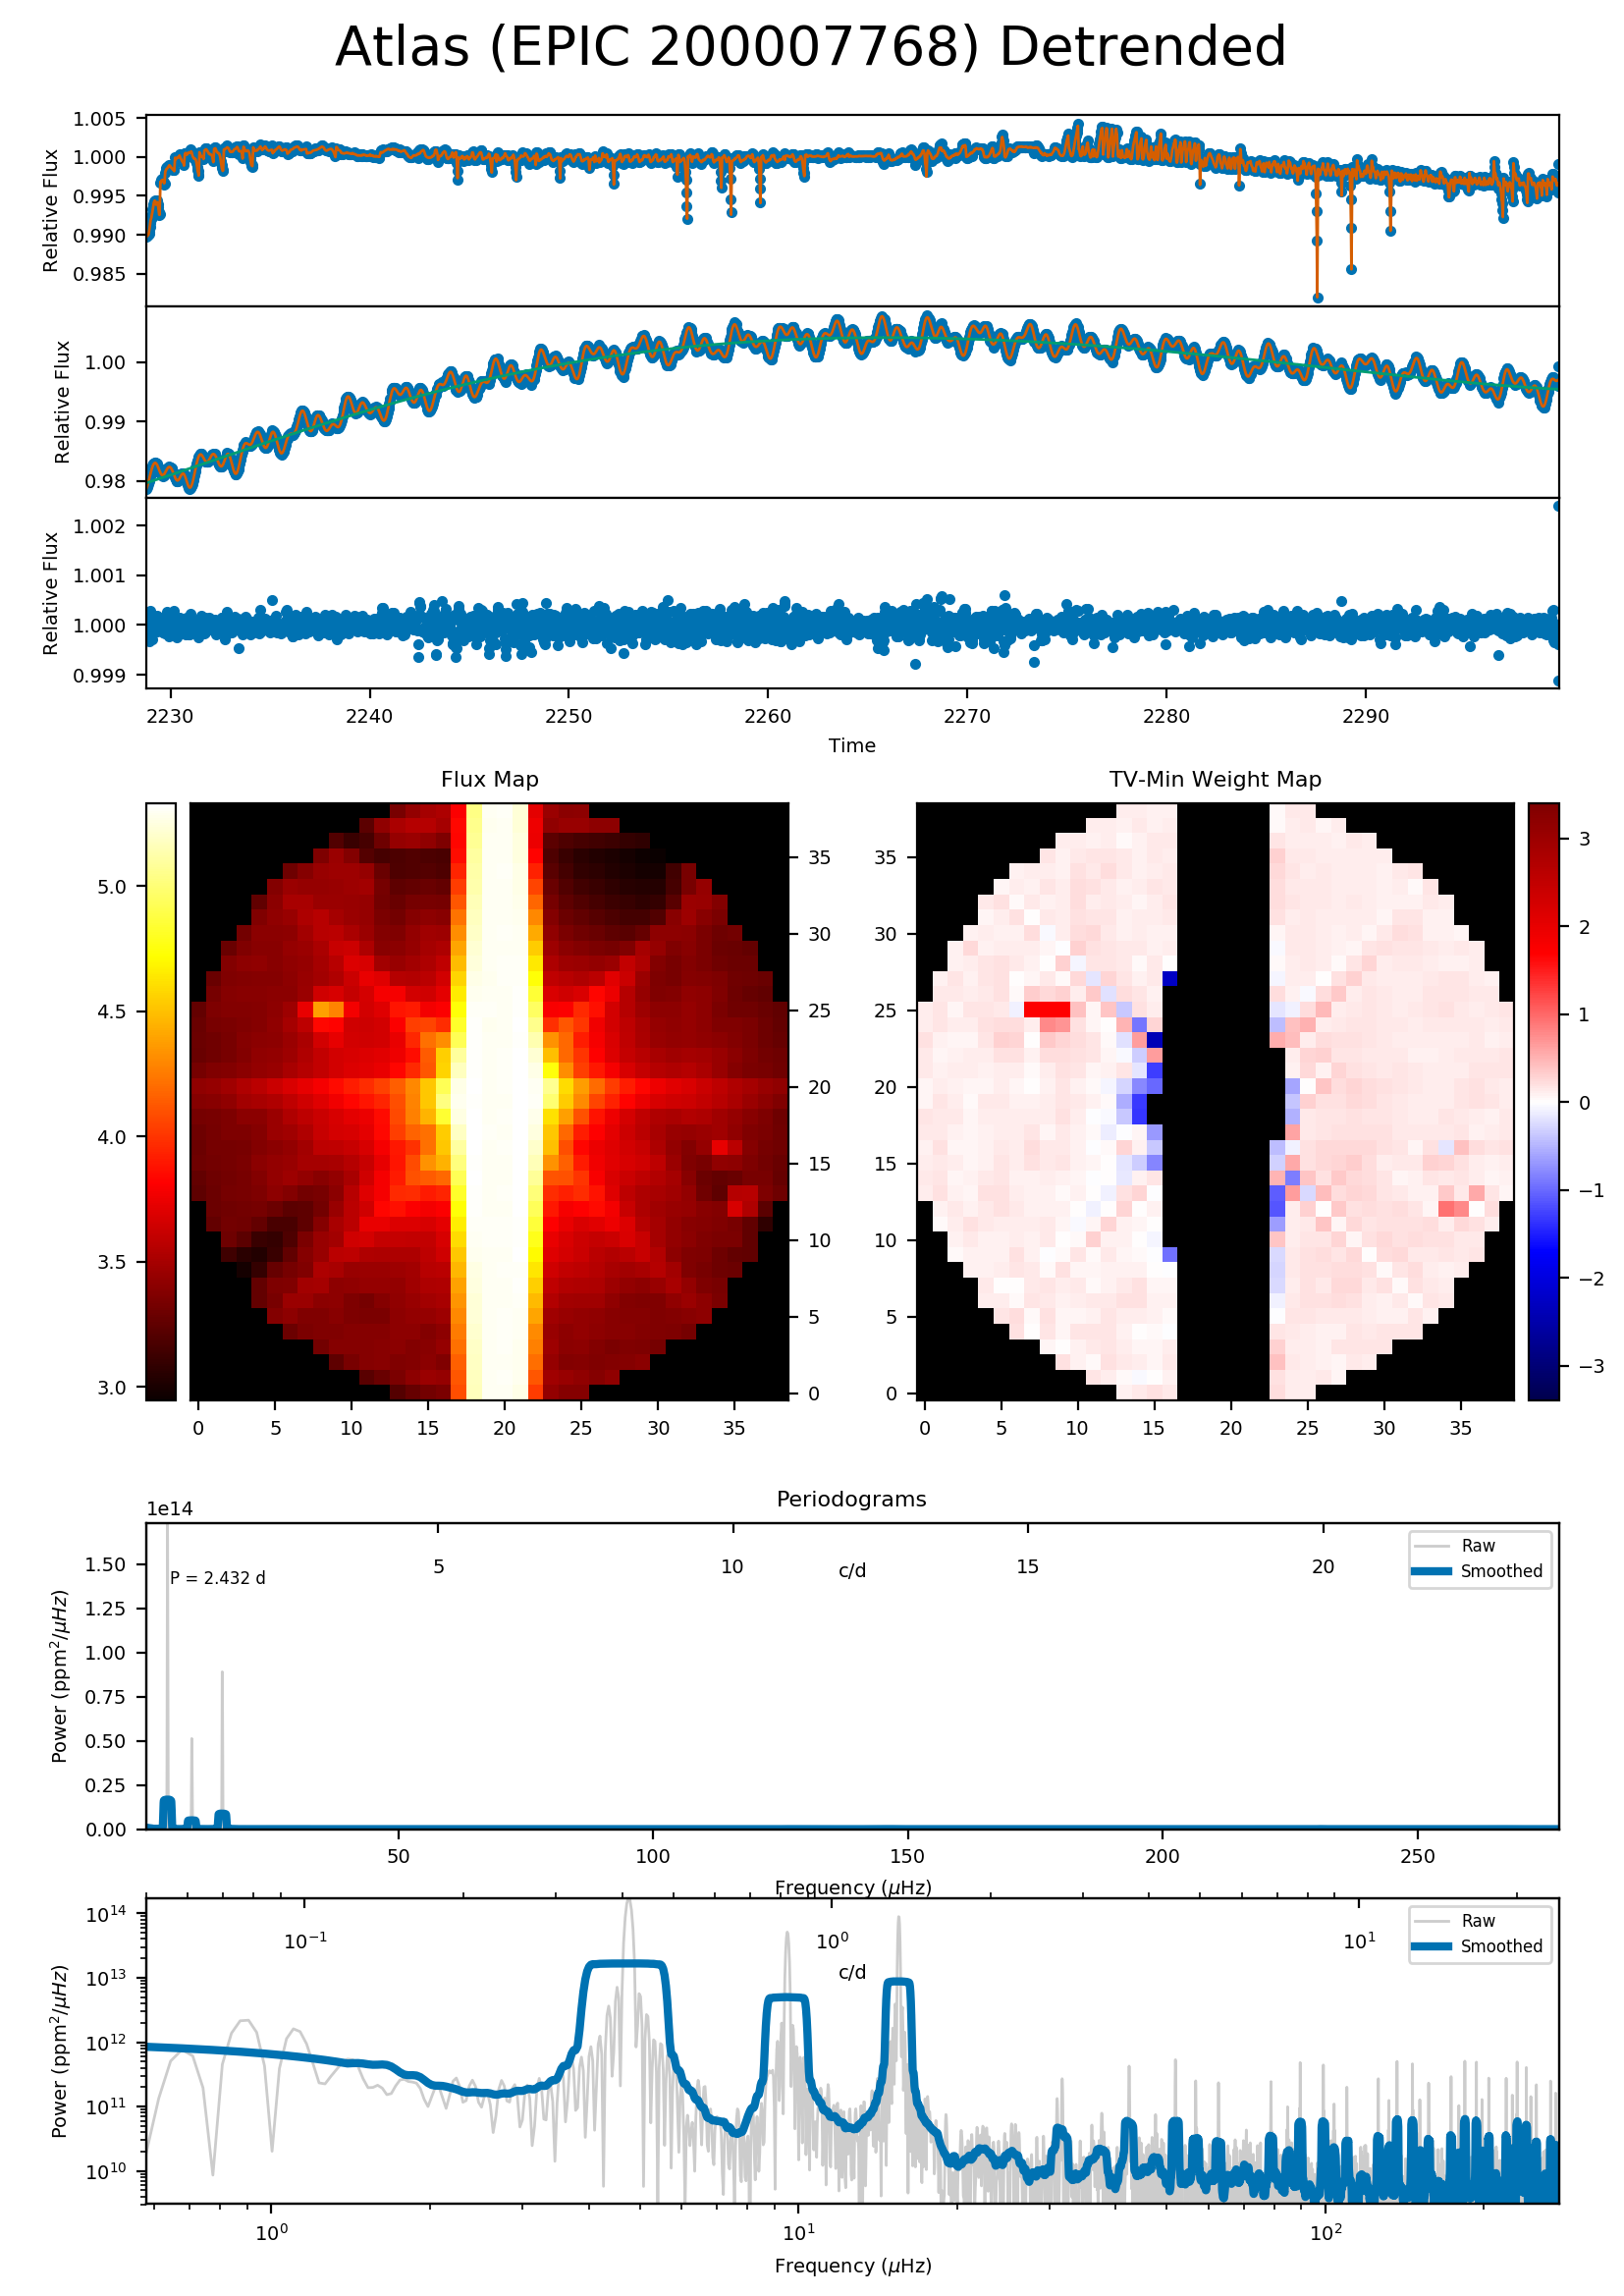 Atlas (EPIC 200007768) Detrended
1.005
1.000
0.995
0.990
0.985
Relative Flux
1.00
0.99
0.98
Relative Flux
1.002
1.001
1.000
0.999
Relative Flux
2230 2240 2250 2260 2270 2280 2290
Time
Flux Map
TV-Min Weight Map
5.0
4.5
4.0
3.5
3.0
35
30
25
20
15
10
5
0
0 5 10 15 20 25 30 35
35
30
25
20
15
10
5
0
0 5 10 15 20 25 30 35
3
2
1
0
−1
−2
−3
Periodograms
1e14
1.50
1.25
1.00
0.75
0.50
0.25
0.00
Power (ppm²/μHz)
P = 2.432 d
5 10 15 20
c/d
Raw
Smoothed
50 100 150 200 250
Frequency (μHz)
10¹⁴
10¹³
10¹²
10¹¹
10¹⁰
Power (ppm²/μHz)
10⁻¹ 10⁰ 10¹
c/d
Raw
Smoothed
10⁰ 10¹ 10²
Frequency (μHz)